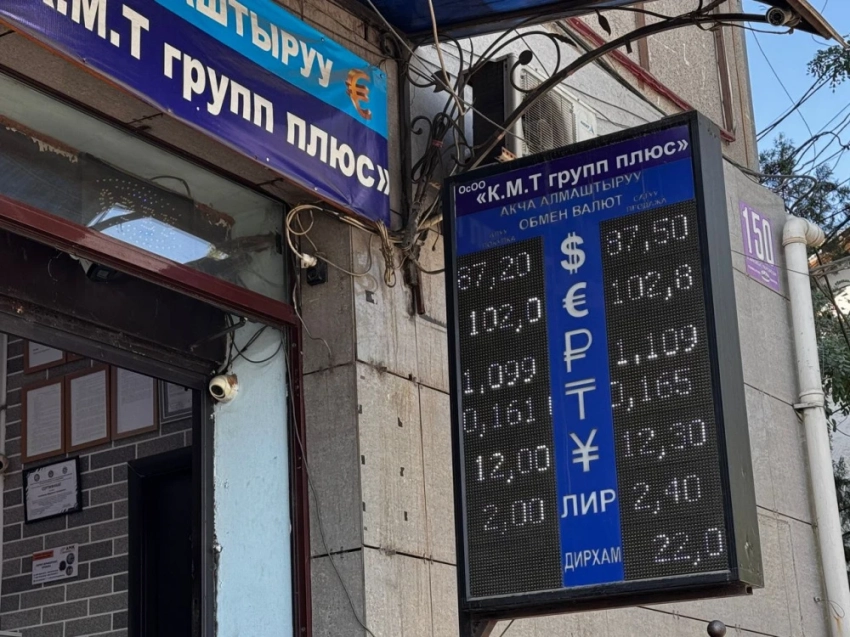 АЛМАШТЫРУУ €
К.М.Т групп плюс»
ОсОО «К.М.Т групп плюс»
АКЧА АЛМАШТЫРУУ
ОБМЕН ВАЛЮТ
САТУУ
ПРОДАЖА
87,20 $ 87,50
102,0 € 102,8
1,099 ₽ 1,109
0,161 ₸ 0,165
12,00 ¥ 12,30
2,00 ЛИР 2,40
ДИРХАМ 22,0
150